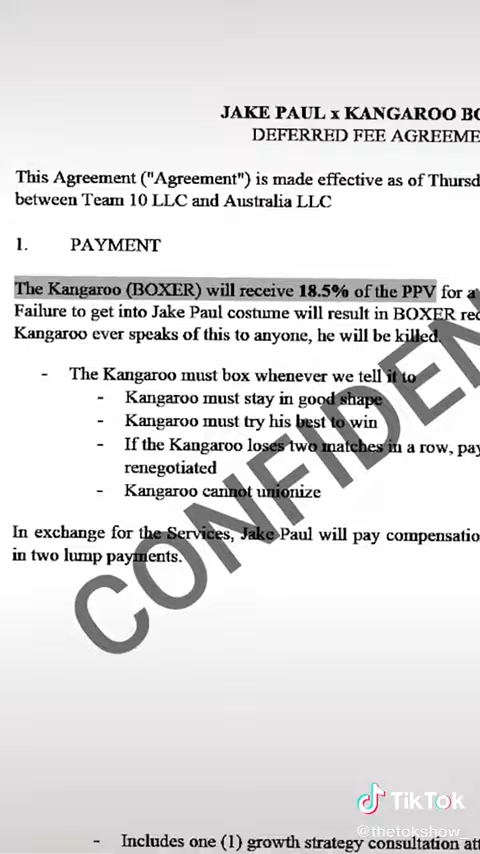 JAKE PAUL x KANGAROO BO
DEFERRED FEE AGREEME
This Agreement ("Agreement") is made effective as of Thursd
between Team 10 LLC and Australia LLC
1. PAYMENT
The Kangaroo (BOXER) will receive 18.5% of the PPV for a
Failure to get into Jake Paul costume will result in BOXER rec
Kangaroo ever speaks of this to anyone, he will be killed.
- The Kangaroo must box whenever we tell it to
- Kangaroo must stay in good shape
- Kangaroo must try his best to win
- If the Kangaroo loses two matches in a row, pay
renegotiated
- Kangaroo cannot unionize
In exchange for the Services, Jake Paul will pay compensatio
in two lump payments.
CONFIDEN
TikTok
@thetokshow_
- Includes one (1) growth strategy consultation att